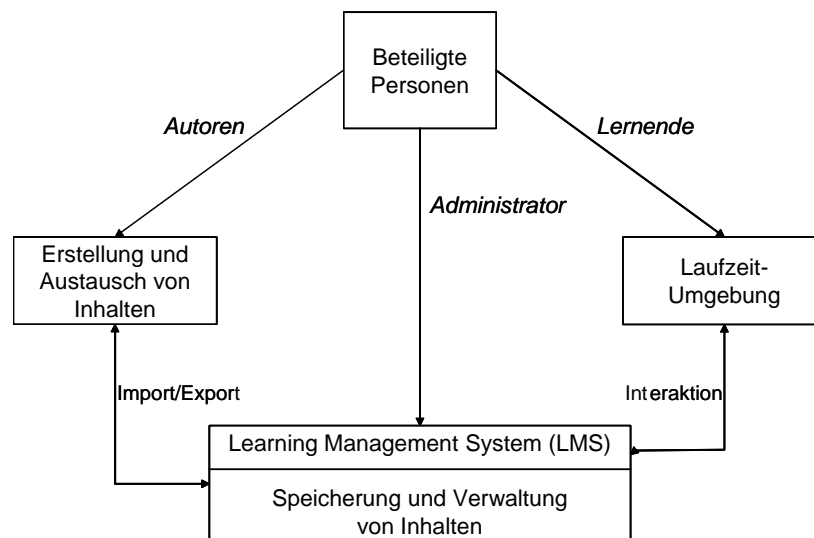 Beteiligte
Personen
Autoren
Lernende
Administrator
Erstellung und
Austausch von
Inhalten
Laufzeit-
Umgebung
Import/Export
Interaktion
Learning Management System (LMS)
Speicherung und Verwaltung
von Inhalten